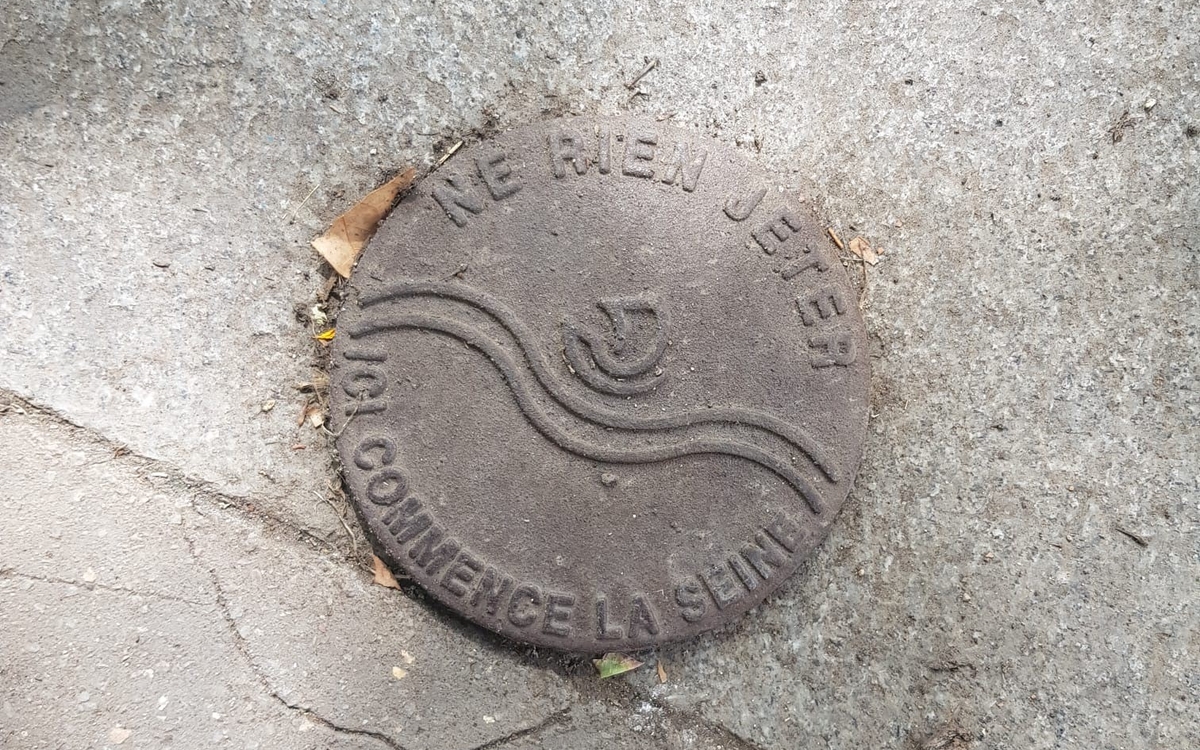 NE RIEN JETER
ICI COMMENCE LA SEINE